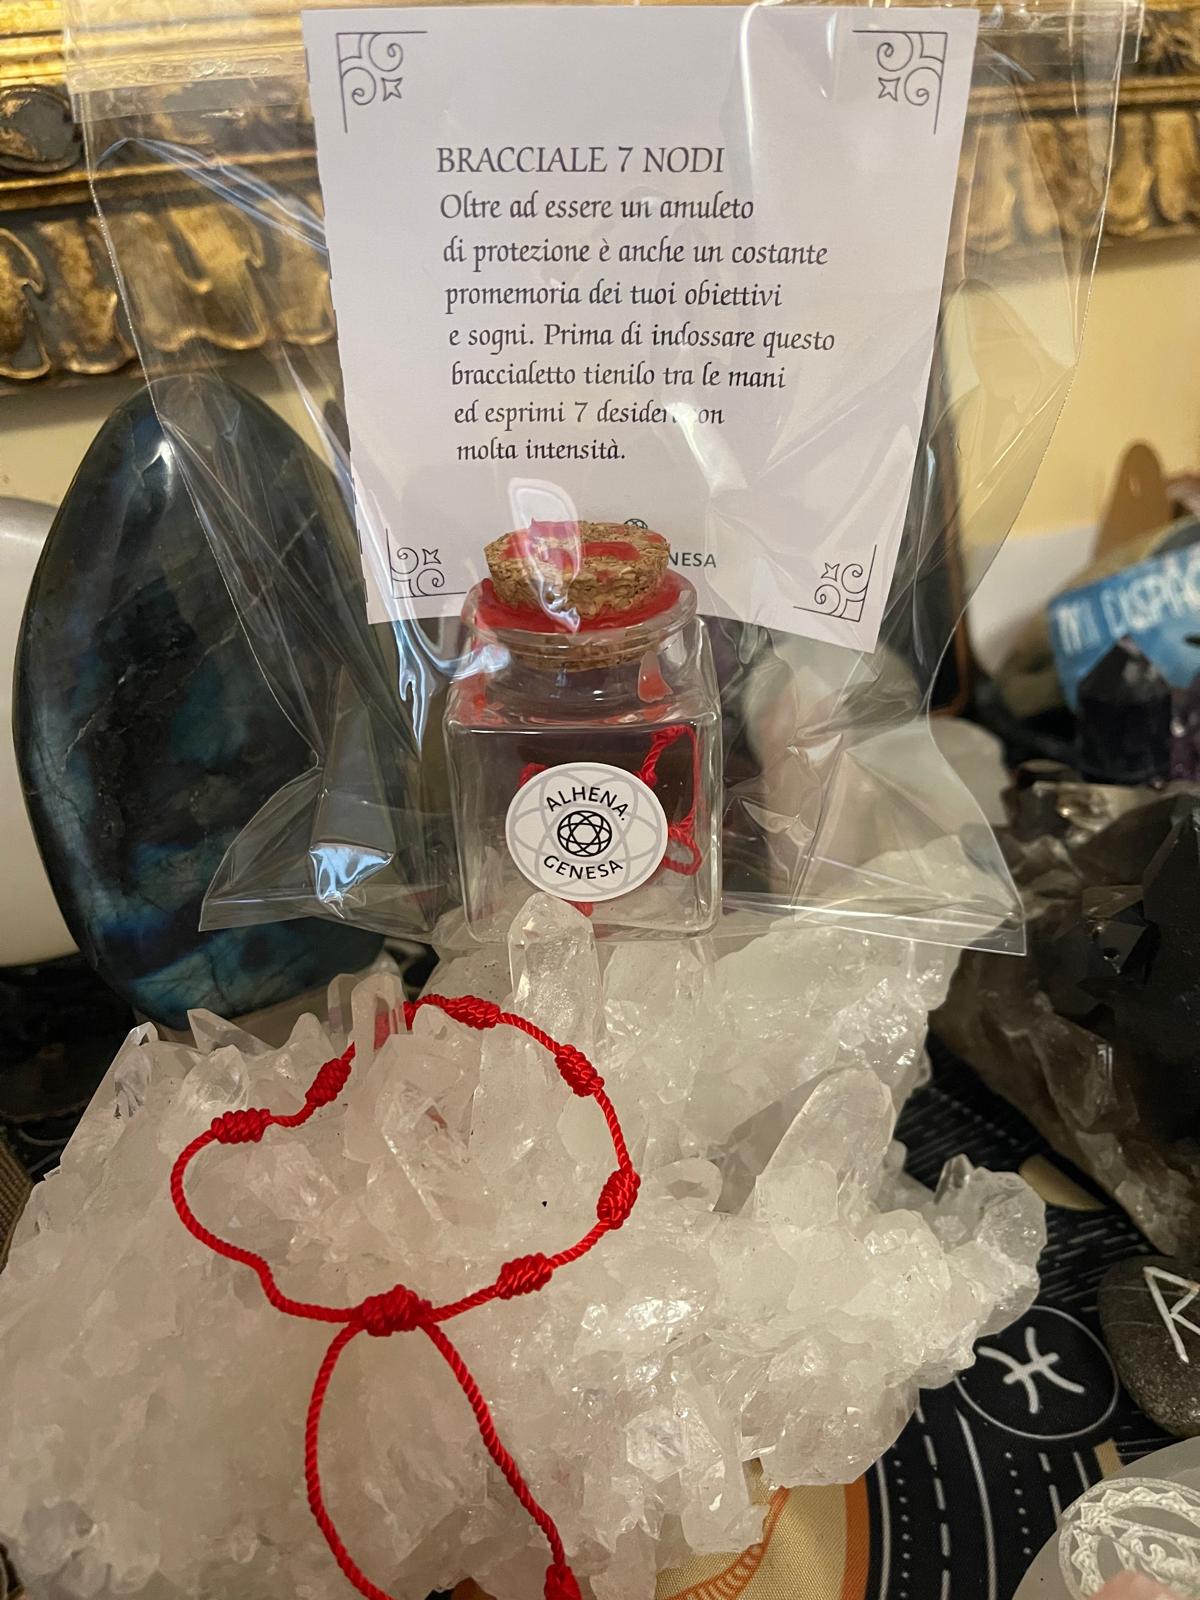 BRACCIALE 7 NODI
Oltre ad essere un amuleto
di protezione è anche un costante
promemoria dei tuoi obiettivi
e sogni. Prima di indossare questo
braccialetto tienilo tra le mani
ed esprimi 7
molta intensità.
ALHENA.
GENESA